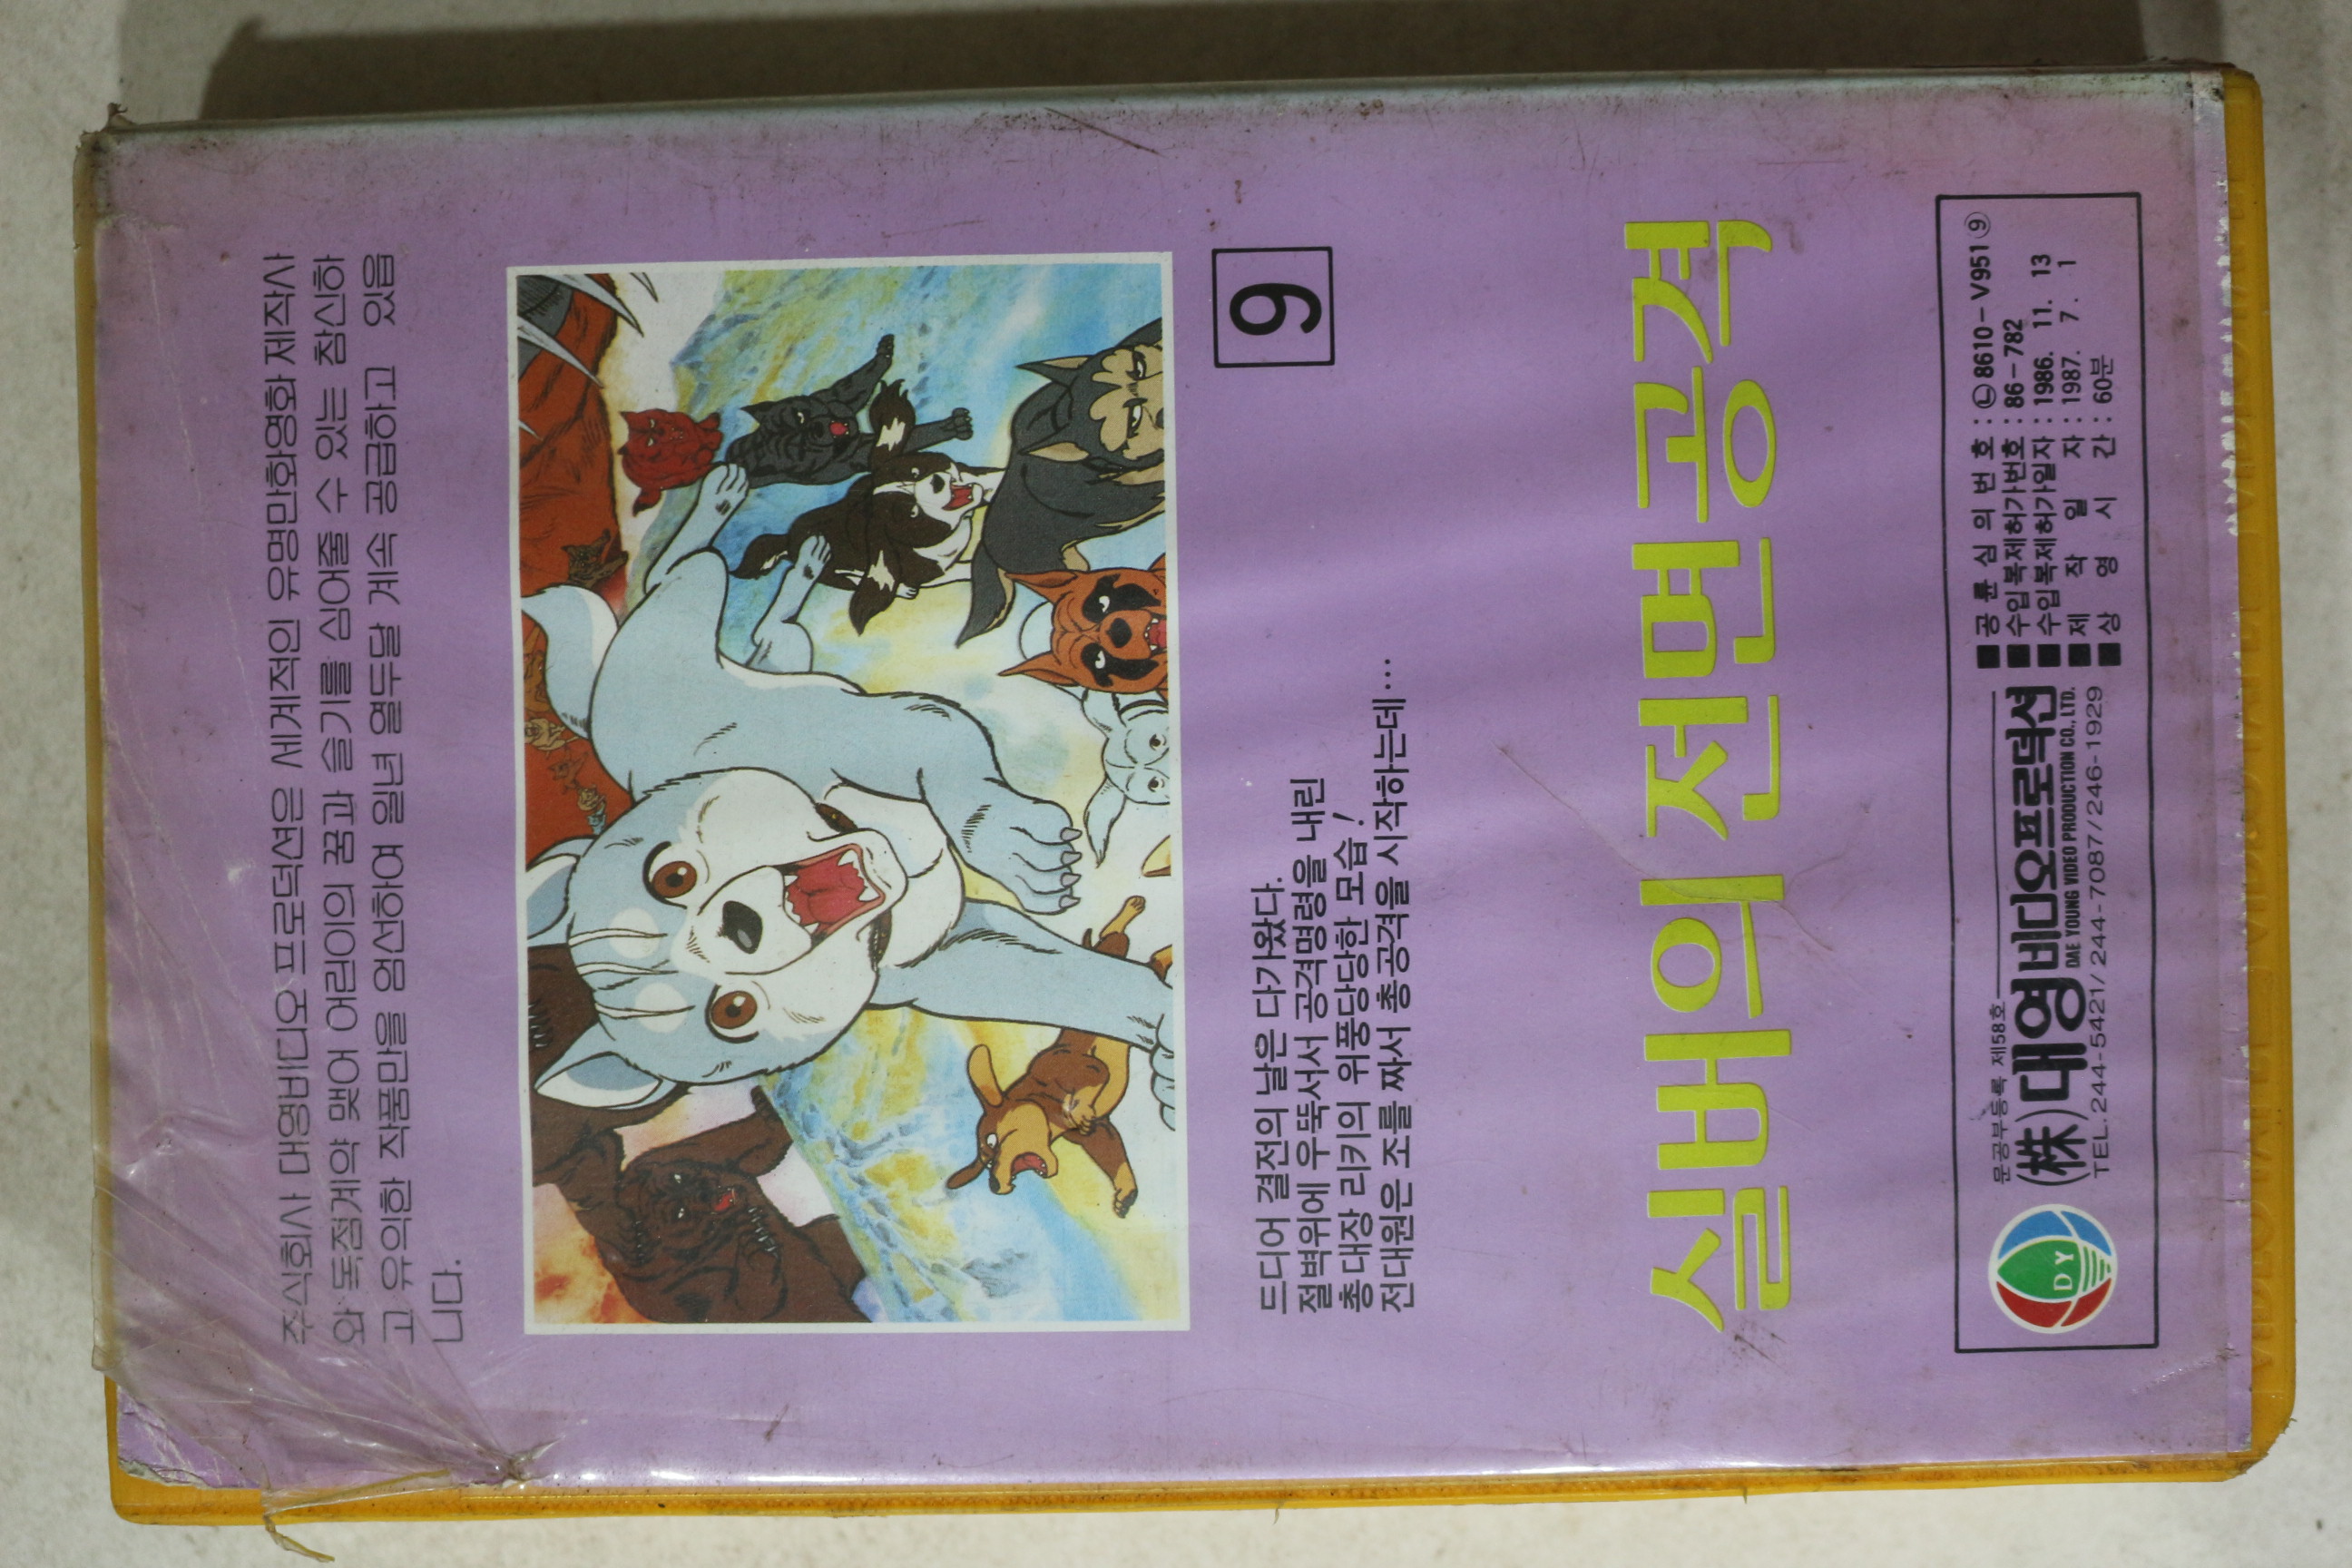 주식회사 대영비디오 프로덕션은 세계적인 유명만화영화 제작사
와 독점계약 맺어 어린이의 꿈과 슬기를 심어줄 수 있는 참신하
고 유익한 작품만을 엄선하여 일년 열두달 계속 공급하고 있읍
니다.
9
드디어 결전의 날은 다가왔다.
절벽위에 우뚝서서 공격명령을 내린
총대장 리키의 위풍당당한 모습!
전대원은 조를 짜서 총공격을 시작하는데…
실버의 전면공격
DY
문공부등록 제58호
(株)대영비디오프로덕션
DAE YOUNG VIDEO PRODUCTION CO., LTD.
TEL. 244-5421/244-7087/246-1929
■공륜심의번호 : ㉡8610-V951⑨
■수입복제허가번호 : 86-782
■수입복제허가일자 : 1986. 11. 13
■제작일자 : 1987. 7. 1
■상영시간 : 60분